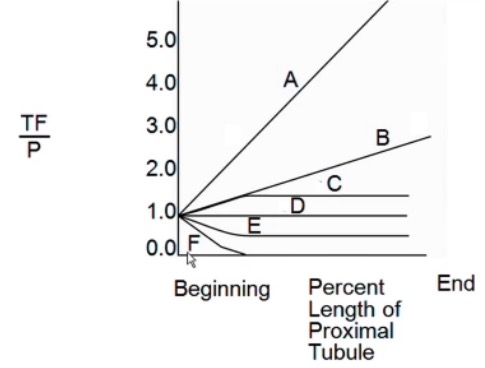 5.0
4.0
3.0
2.0
1.0
0.0
TF
P
A
B
C
D
E
F
Beginning
Percent
Length of
Proximal
Tubule
End